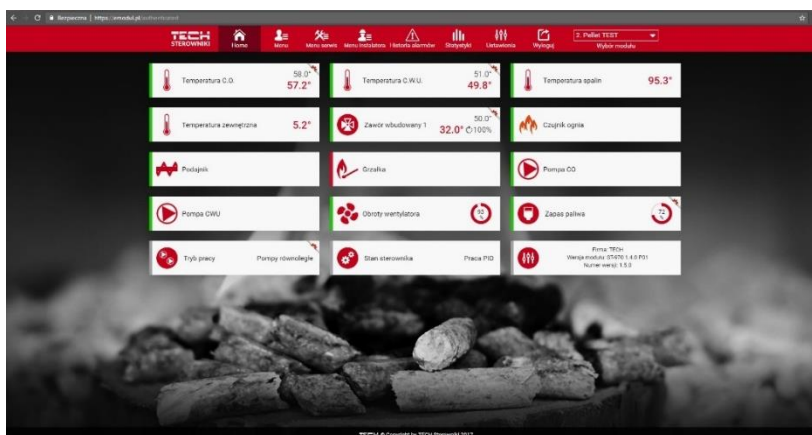 Bezpieczna | https://emodul.pl/authenticated
TECH
STEROWNIKI
Home
Menu
Menu serwis
Menu Instalatora
Historia alarmów
Statystyki
Ustawienia
Wyloguj
2. Pellet TEST
Wybór modułu
Temperatura C.O.
58.0°
57.2°
Temperatura C.W.U.
51.0°
49.8°
Temperatura spalin
95.3°
Temperatura zewnętrzna
5.2°
Zawór wbudowany 1
50.0°
32.0° 100%
Czujnik ognia
Podajnik
Grzałka
Pompa CO
Pompa CWU
Obroty wentylatora
%
Zapas paliwa
72
%
Tryb pracy
Pompy równoległe
Stan sterownika
Praca PID
Firma: TECH
Wersja modułu:
Numer wersji: 1.5.0
TECH © Copyright by TECH Sterowniki 2017